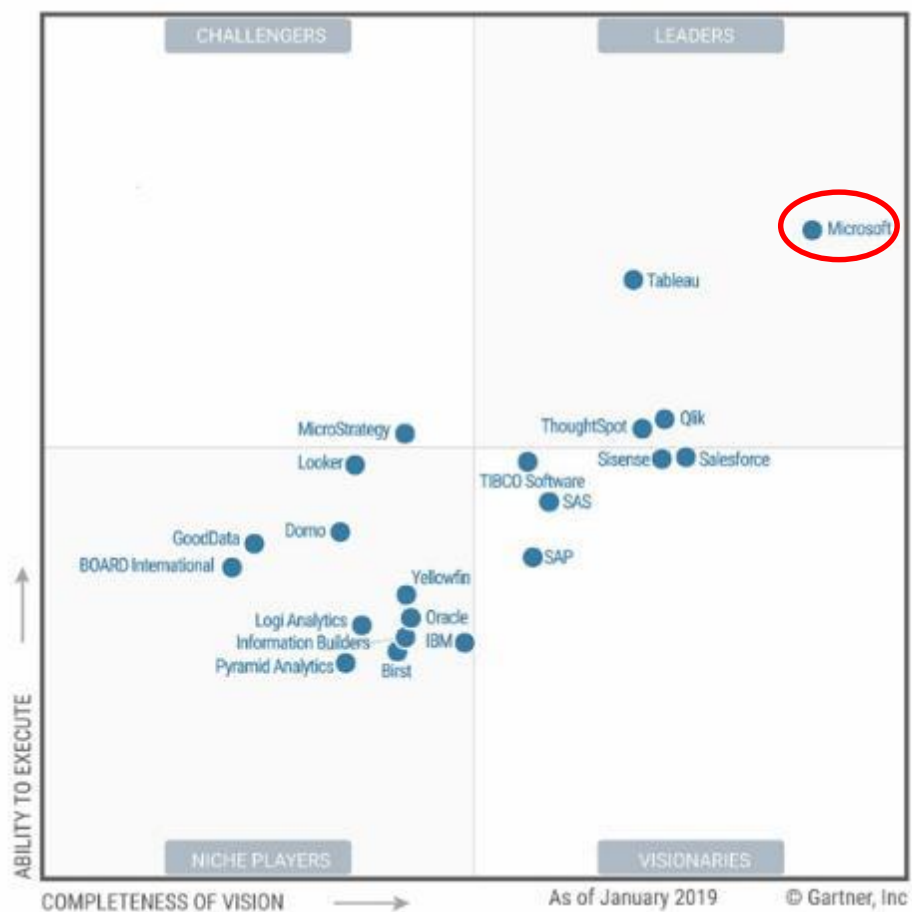 CHALLENGERS
LEADERS
Microsoft
Tableau
Qlik
ThoughtSpot
MicroStrategy
Looker
Sisense
Salesforce
TIBCO Software
SAS
Domo
GoodData
BOARD International
SAP
Yellowfin
Logi Analytics
Oracle
Information Builders
IBM
Pyramid Analytics
Birst
ABILITY TO EXECUTE
NICHE PLAYERS
VISIONARIES
COMPLETENESS OF VISION
As of January 2019
© Gartner, Inc